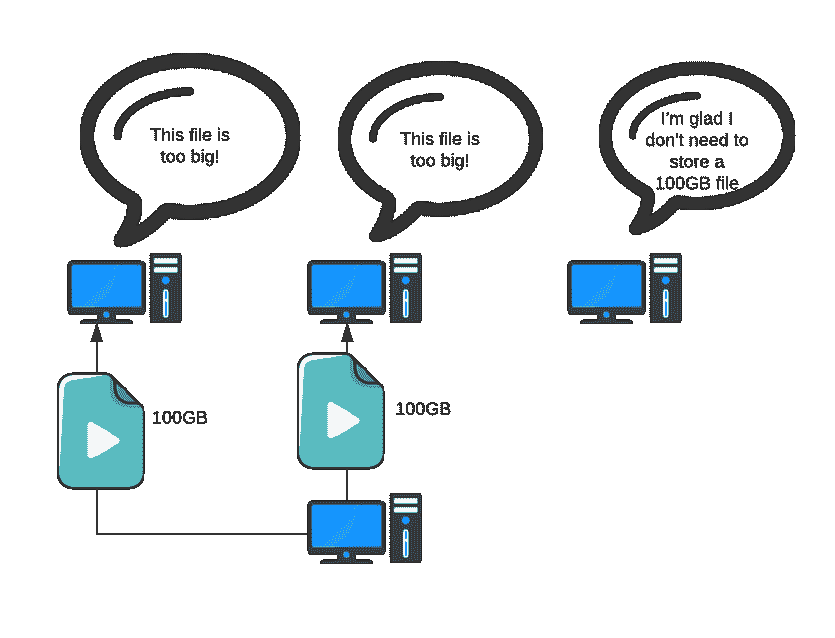 This file is
too big!
This file is
too big!
I'm glad I
don't need to
store a
100GB file
100GB
100GB